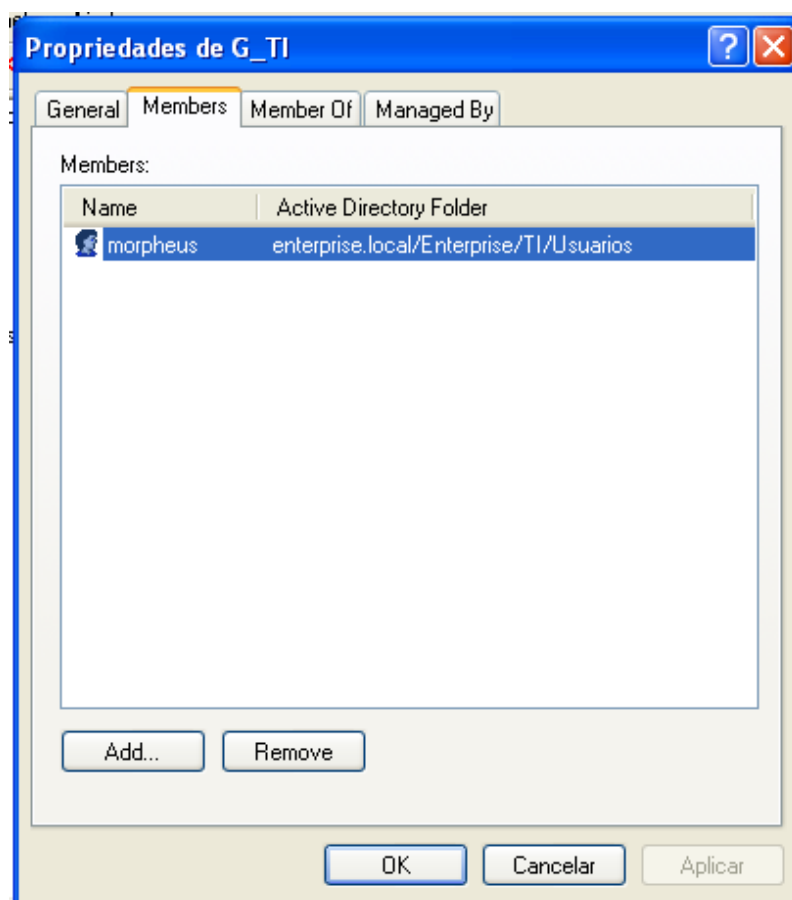 Propriedades de G_TI
General Members Member Of Managed By
Members:
Name Active Directory Folder
morpheus enterprise.local/Enterprise/TI/Usuarios
Add... Remove
OK Cancelar Aplicar